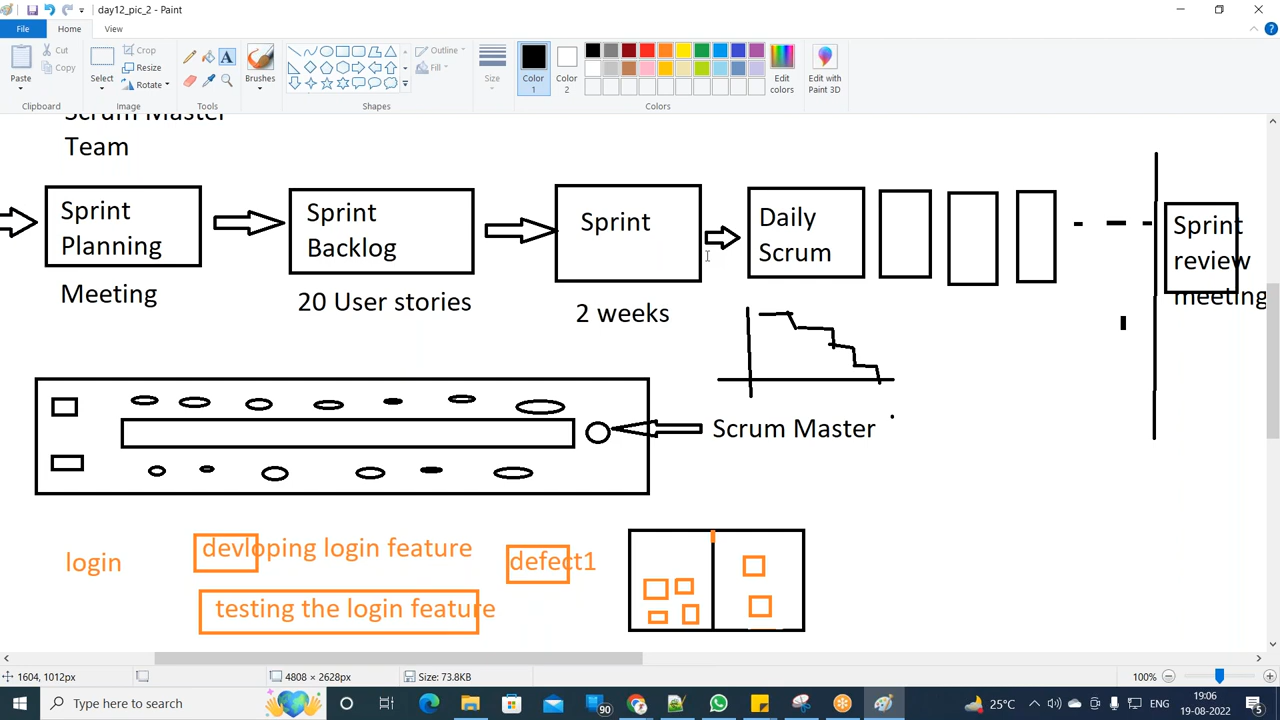 day12_pic_2 - Paint
File
Home
View
Paste
Cut
Copy
Clipboard
Select
Crop
Resize
Rotate
Image
Tools
Brushes
Shapes
Outline
Fill
Size
Color 1
Color 2
Colors
Edit colors
Edit with Paint 3D
Scrum Master
Team
Sprint
Planning
Meeting
Sprint
Backlog
20 User stories
Sprint
2 weeks
Daily
Scrum
Sprint
review
meeting
Scrum Master
login
devloping login feature
testing the login feature
defect1
1604, 1012px
4808 × 2628px
Size: 73.8KB
100%
Type here to search
90
25°C
ENG
19:06
19-08-2022